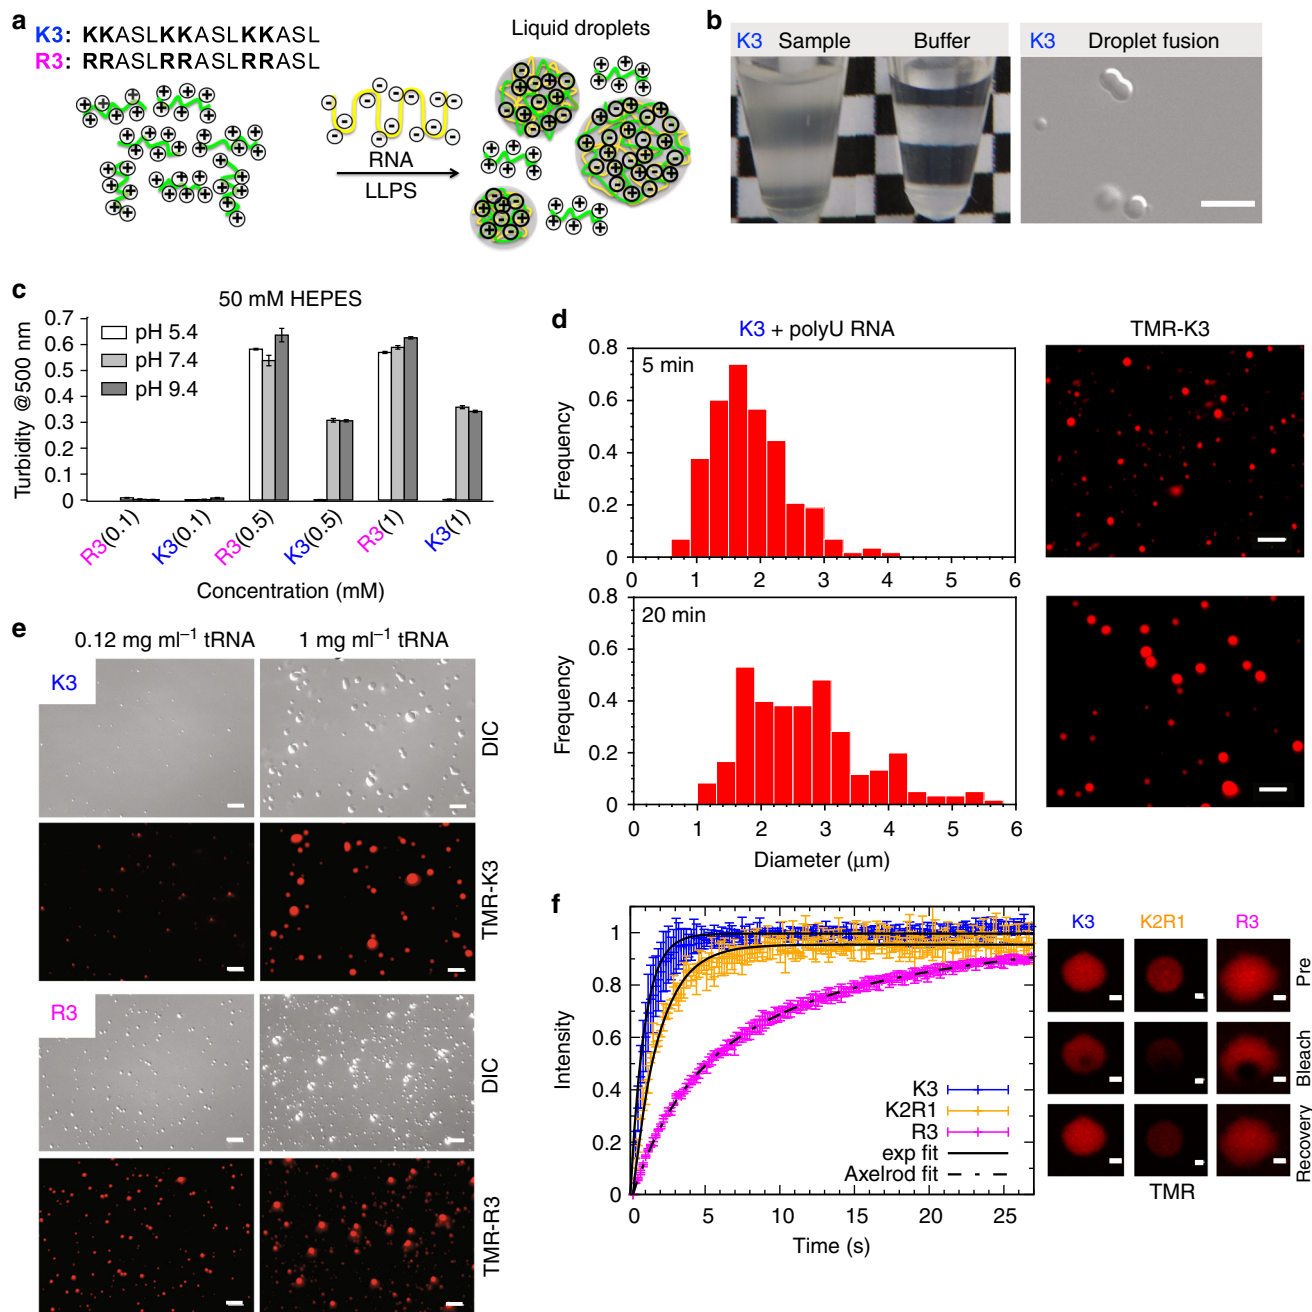 a
K3: KKASLKKASLKKASL
R3: RRASLRRASLRRASL
RNA
LLPS
Liquid droplets
b
K3 Sample Buffer
K3 Droplet fusion
c
50 mM HEPES
Turbidity @500 nm
0.7
0.6
0.5
0.4
0.3
0.2
0.1
0
pH 5.4
pH 7.4
pH 9.4
R3(0.1) K3(0.1) R3(0.5) K3(0.5) R3(1) K3(1)
Concentration (mM)
d
K3 + polyU RNA
TMR-K3
5 min
Frequency
0.8
0.6
0.4
0.2
0
0 1 2 3 4 5 6
20 min
Frequency
0.8
0.6
0.4
0.2
0
0 1 2 3 4 5 6
Diameter (μm)
e
0.12 mg ml⁻¹ tRNA 1 mg ml⁻¹ tRNA
K3
DIC
TMR-K3
R3
DIC
TMR-R3
f
Intensity
1
0.8
0.6
0.4
0.2
0
0 5 10 15 20 25
Time (s)
K3
K2R1
R3
exp fit
Axelrod fit
K3 K2R1 R3
Pre
Bleach
Recovery
TMR